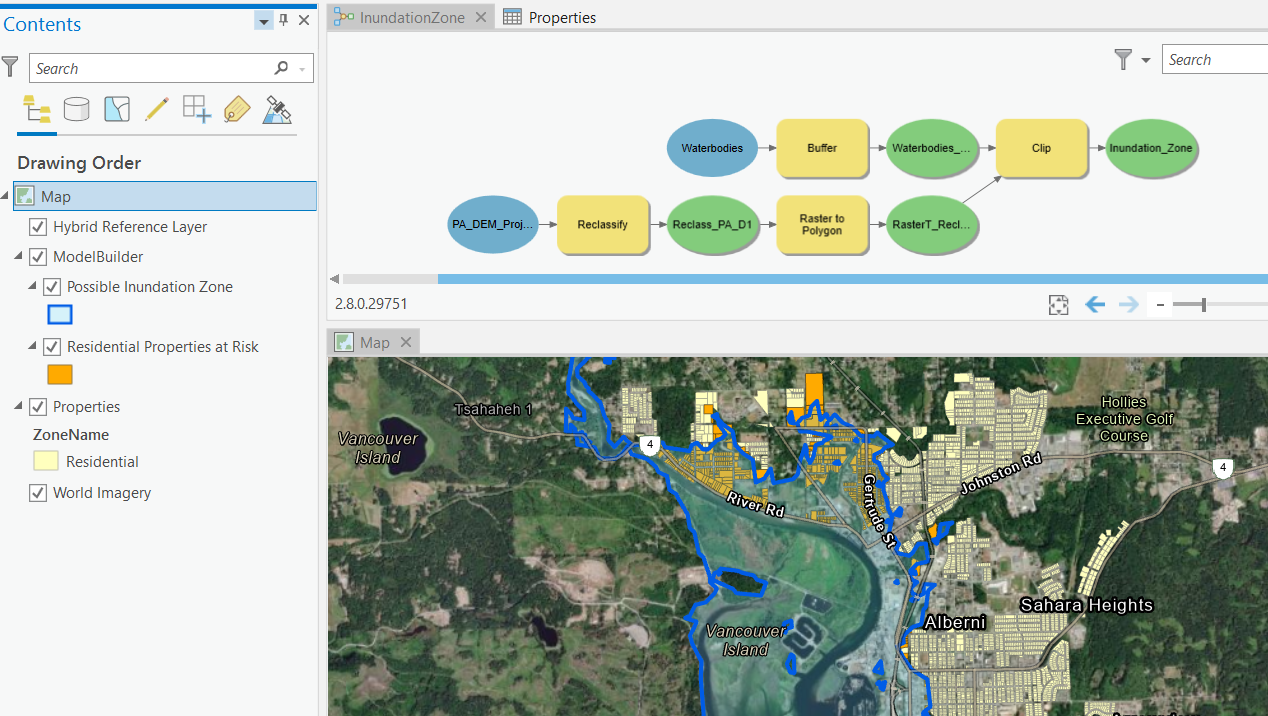 Contents
Search
Drawing Order
Map
Hybrid Reference Layer
ModelBuilder
Possible Inundation Zone
Residential Properties at Risk
Properties
ZoneName
Residential
World Imagery
InundationZone
Properties
Search
Waterbodies
Buffer
Waterbodies_...
Clip
Inundation_Zone
PA_DEM_Proj...
Reclassify
Reclass_PA_D1
Raster to
Polygon
RasterT_Recl...
2.8.0.29751
Map
Tsahaheh 1
Vancouver
Island
4
Hollies
Executive Golf
Course
4
Johnston Rd
River Rd
Gertrude St
Sahara Heights
Alberni
Vancouver
Island